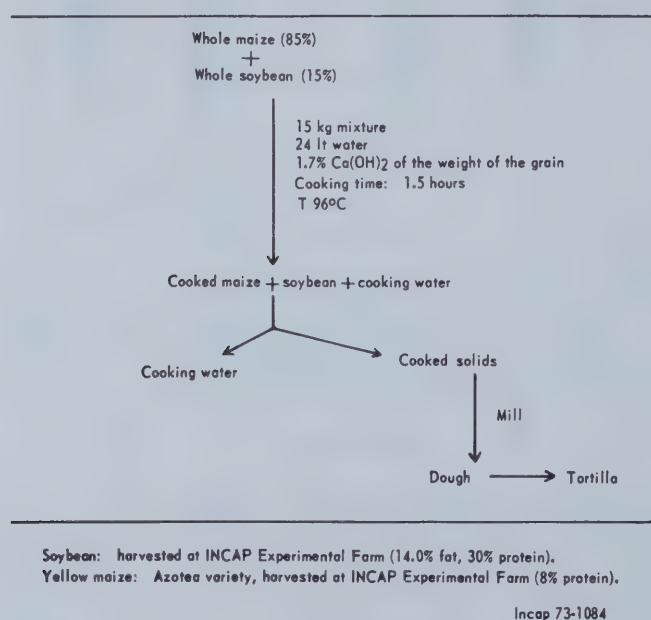 Whole maize (85%)
+
Whole soybean (15%)
15 kg mixture
24 lt water
1.7% Ca(OH)2 of the weight of the grain
Cooking time: 1.5 hours
T 96ºC
Cooked maize + soybean + cooking water
Cooking water
Cooked solids
Mill
Dough
Tortilla
Soybean: harvested at INCAP Experimental Farm (14.0% fat, 30% protein).
Yellow maize: Azotea variety, harvested at INCAP Experimental Farm (8% protein).
Incap 73-1084